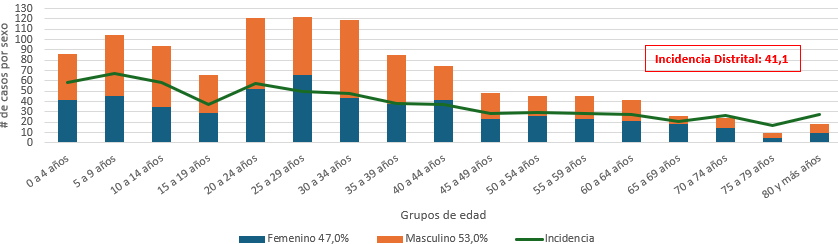 # de casos por sexo
130
120
110
100
90
80
70
60
50
40
30
20
10
0
Incidencia Distrital: 41,1
0 a 4 años
5 a 9 años
10 a 14 años
15 a 19 años
20 a 24 años
25 a 29 años
30 a 34 años
35 a 39 años
40 a 44 años
45 a 49 años
50 a 54 años
55 a 59 años
60 a 64 años
65 a 69 años
70 a 74 años
75 a 79 años
80 y más años
Grupos de edad
Femenino 47,0% Masculino 53,0% Incidencia